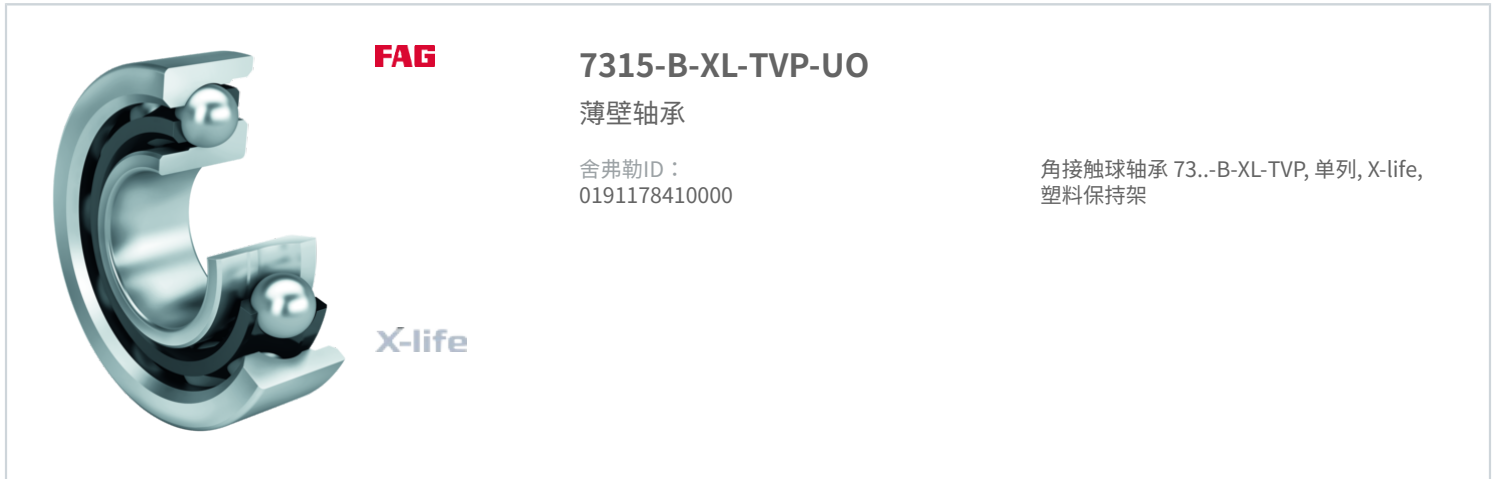 FAG
7315-B-XL-TVP-UO
薄壁轴承
舍弗勒ID：
0191178410000
角接触球轴承 73..-B-XL-TVP, 单列, X-life,
塑料保持架
X-life